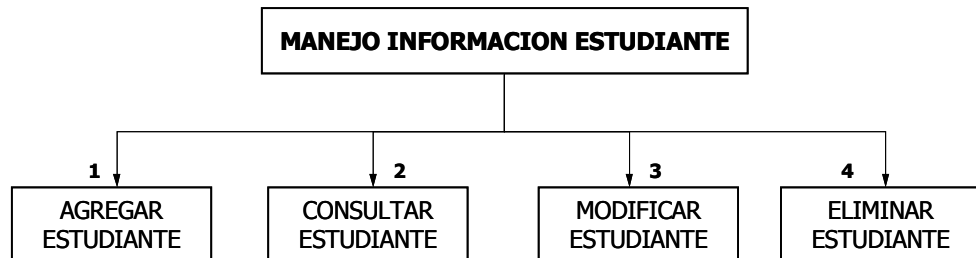 MANEJO INFORMACION ESTUDIANTE
1
2
3
4
AGREGAR
ESTUDIANTE
CONSULTAR
ESTUDIANTE
MODIFICAR
ESTUDIANTE
ELIMINAR
ESTUDIANTE